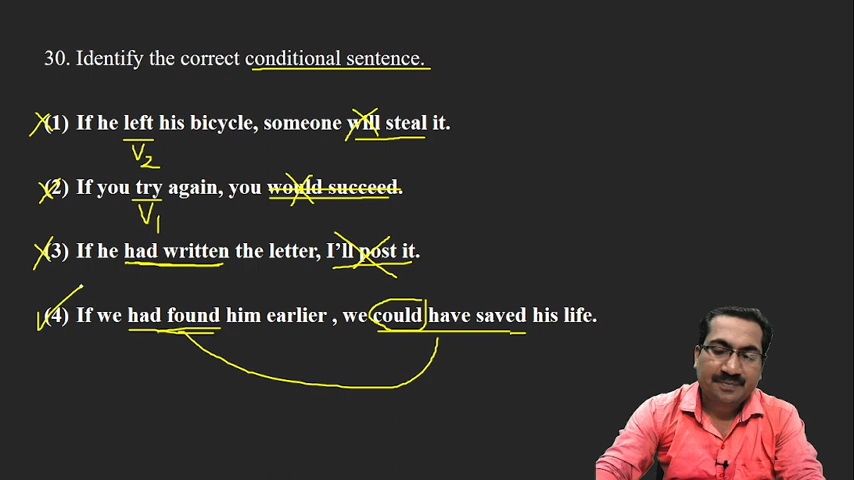 30. Identify the correct conditional sentence.
(1) If he left his bicycle, someone will steal it.
V2
(2) If you try again, you would succeed.
V1
(3) If he had written the letter, I'll post it.
(4) If we had found him earlier , we could have saved his life.